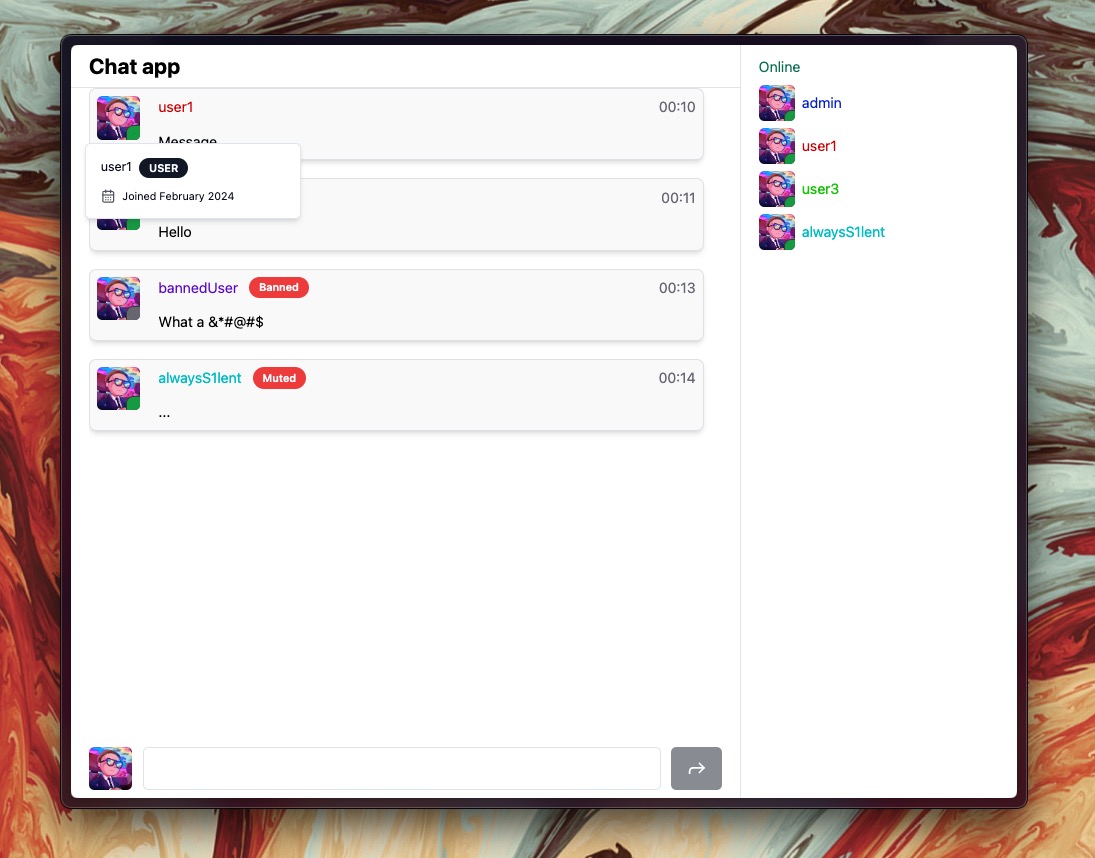 Chat app
user1 00:10
Message
user1 USER
Joined February 2024
00:11
Hello
bannedUser Banned 00:13
What a &*#@#$
alwaysS1lent Muted 00:14
...
Online
admin
user1
user3
alwaysS1lent